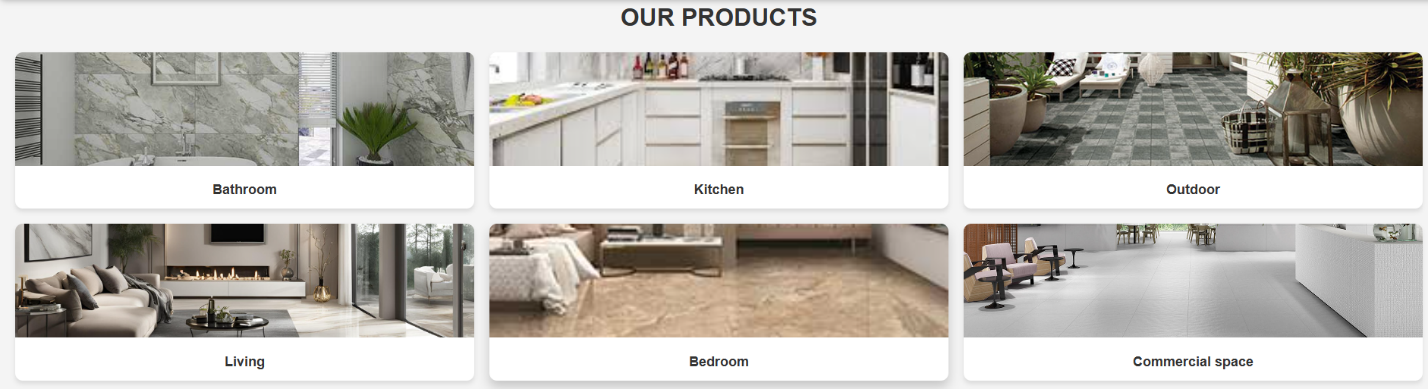 OUR PRODUCTS
Bathroom
Kitchen
Outdoor
Living
Bedroom
Commercial space